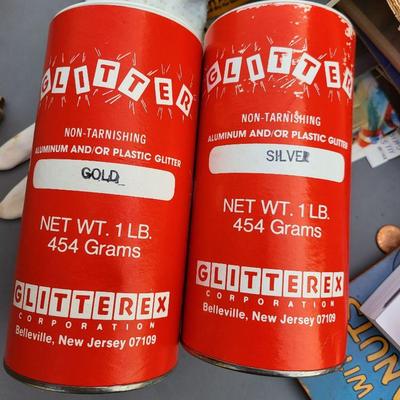 GLITTER
NON-TARNISHING
ALUMINUM AND/OR PLASTIC GLITTER
GOLD
NET WT. 1 LB.
454 Grams
GLITTEREX
CORPORATION
Belleville, New Jersey 07109
GLITTER
NON-TARNISHING
ALUMINUM AND/OR PLASTIC GLITTER
SILVER
NET WT. 1 LB.
454 Grams
GLITTEREX
CORPORATION
Belleville, New Jersey 07109
WI
NUT